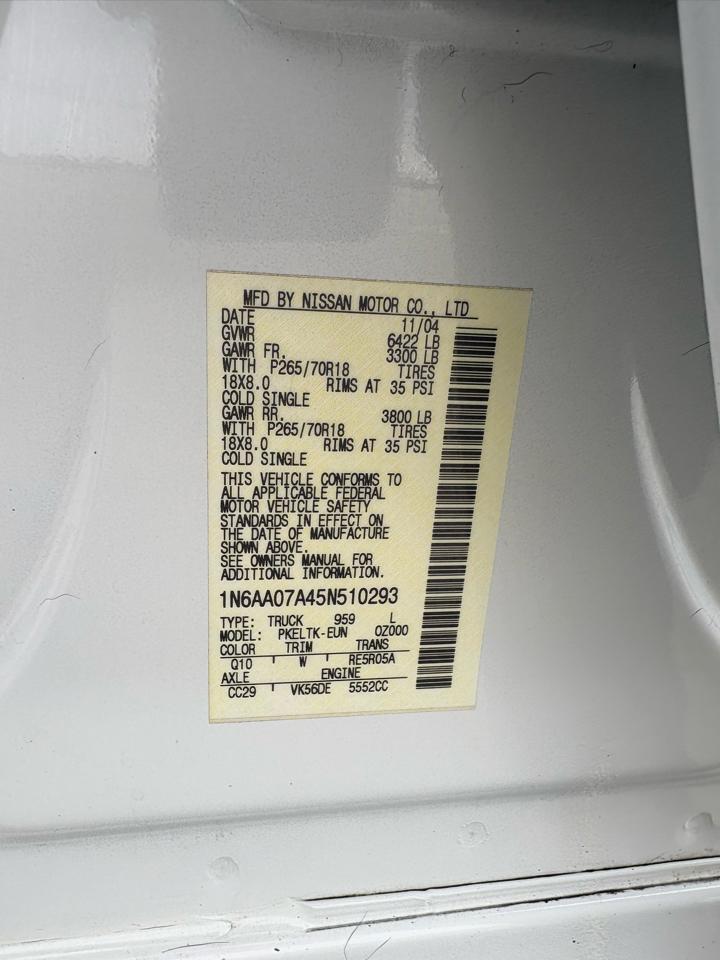 MFD BY NISSAN MOTOR CO., LTD
DATE 11/04
GVWR 6422 LB
GAWR FR. 3300 LB
WITH P265/70R18 TIRES
18X8.0 RIMS AT 35 PSI
COLD SINGLE
GAWR RR. 3800 LB
WITH P265/70R18 TIRES
18X8.0 RIMS AT 35 PSI
COLD SINGLE
THIS VEHICLE CONFORMS TO
ALL APPLICABLE FEDERAL
MOTOR VEHICLE SAFETY
STANDARDS IN EFFECT ON
THE DATE OF MANUFACTURE
SHOWN ABOVE.
SEE OWNERS MANUAL FOR
ADDITIONAL INFORMATION.
1N6AA07A45N510293
TYPE: TRUCK 959 L
MODEL: PKELTK-EUN 0Z000
COLOR TRIM TRANS
Q10 W RE5R05A
AXLE ENGINE
CC29 VK56DE 5552CC